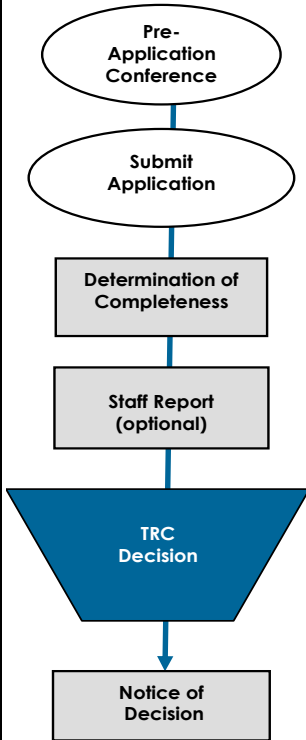 Pre-
Application
Conference
Submit
Application
Determination of
Completeness
Staff Report
(optional)
TRC
Decision
Notice of
Decision